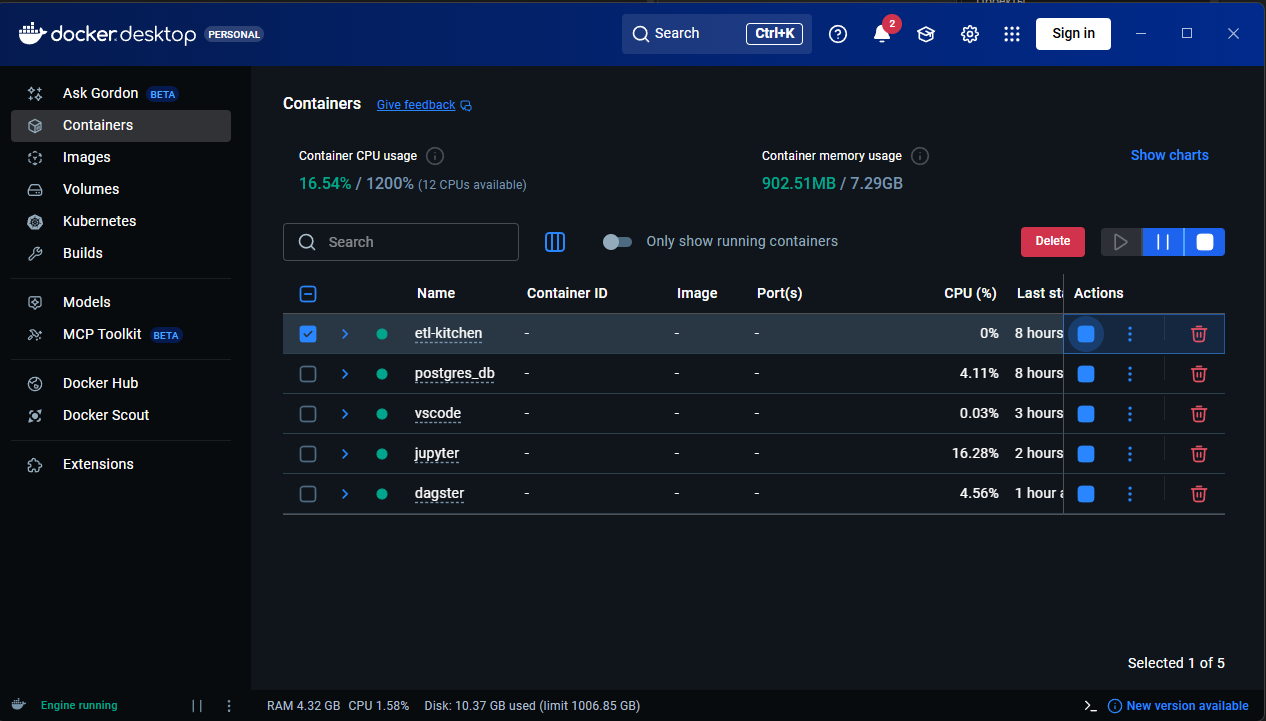 docker.desktop PERSONAL
Search Ctrl+K
2
Sign in
Ask Gordon BETA
Containers
Images
Volumes
Kubernetes
Builds
Models
MCP Toolkit BETA
Docker Hub
Docker Scout
Extensions
Containers Give feedback
Container CPU usage
16.54% / 1200% (12 CPUs available)
Container memory usage
902.51MB / 7.29GB
Show charts
Search
Only show running containers
Delete
Name Container ID Image Port(s) CPU (%) Last sta Actions
etl-kitchen - - - 0% 8 hours
postgres_db - - - 4.11% 8 hours
vscode - - - 0.03% 3 hours
jupyter - - - 16.28% 2 hours
dagster - - - 4.56% 1 hour a
Selected 1 of 5
Engine running
RAM 4.32 GB CPU 1.58% Disk: 10.37 GB used (limit 1006.85 GB)
New version available